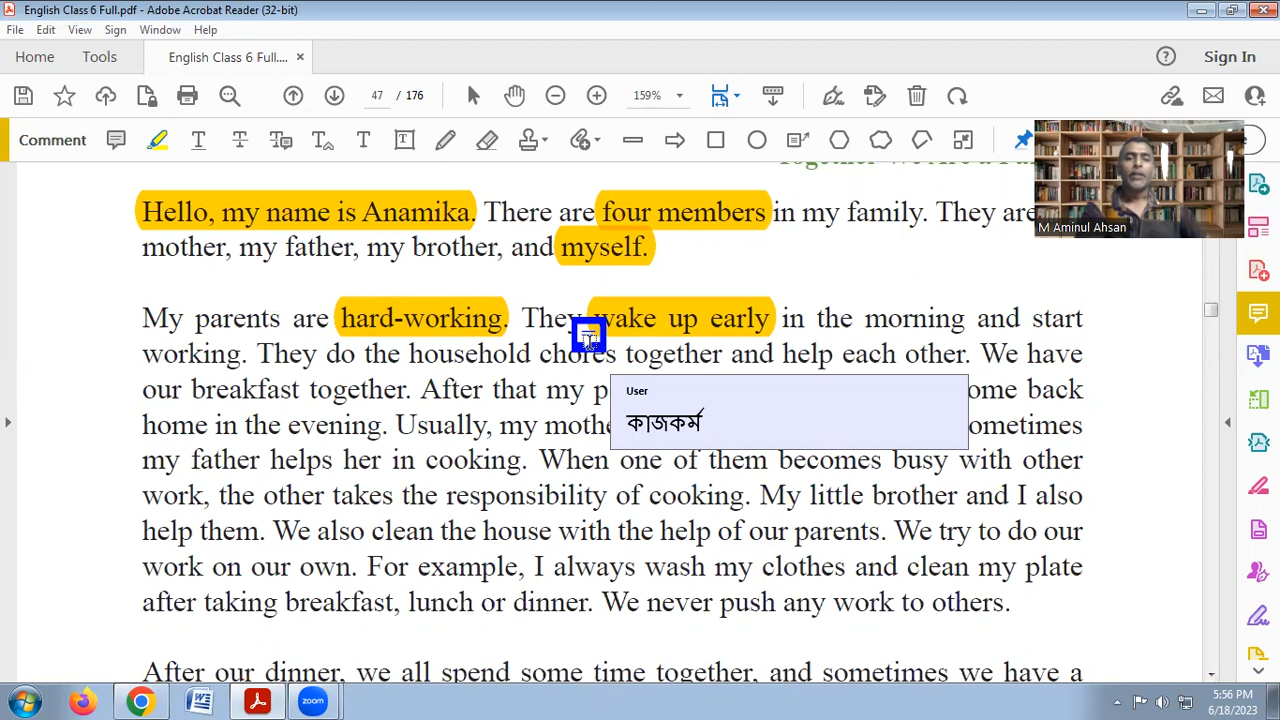 English Class 6 Full.pdf - Adobe Acrobat Reader (32-bit)
File Edit View Sign Window Help
Home Tools English Class 6 Full.... × Sign In
47 / 176 159%
Comment
Together We Are a
Hello, my name is Anamika. There are four members in my family. They are
mother, my father, my brother, and myself.
M Aminul Ahsan
My parents are hard-working. They wake up early in the morning and start
working. They do the household chores together and help each other. We have
our breakfast together. After that my p ome back
User
কাজকর্ম
home in the evening. Usually, my mothe ometimes
my father helps her in cooking. When one of them becomes busy with other
work, the other takes the responsibility of cooking. My little brother and I also
help them. We also clean the house with the help of our parents. We try to do our
work on our own. For example, I always wash my clothes and clean my plate
after taking breakfast, lunch or dinner. We never push any work to others.
After our dinner, we all spend some time together, and sometimes we have a
zoom
5:56 PM
6/18/2023